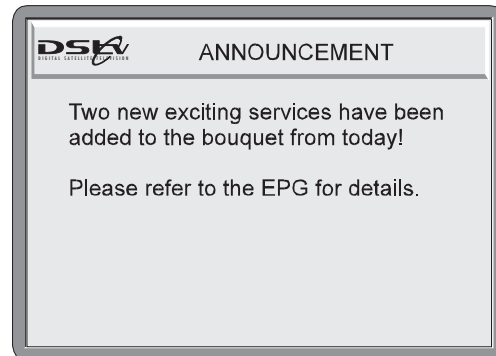 DStv ANNOUNCEMENT
DIGITAL SATELLITE TELEVISION
Two new exciting services have been
added to the bouquet from today!
Please refer to the EPG for details.